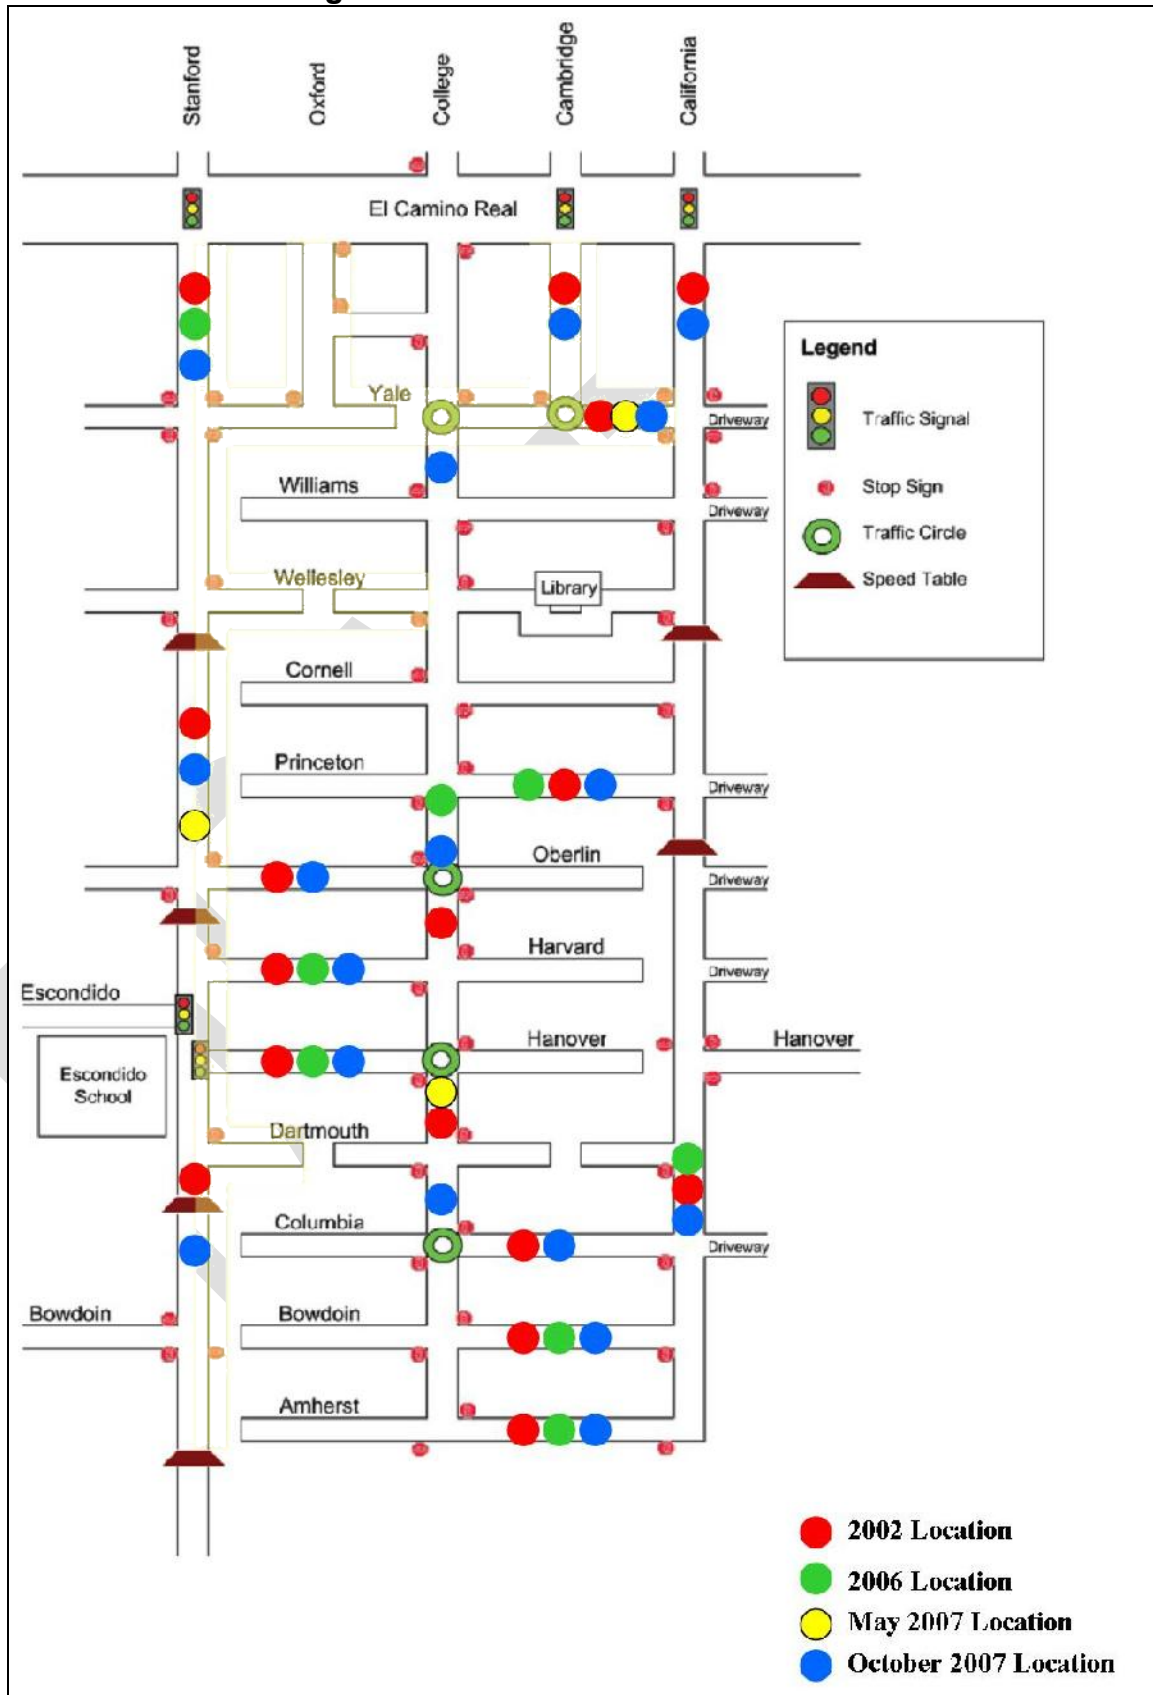 Stanford
Oxford
College
Cambridge
California
El Camino Real
Legend
Traffic Signal
Stop Sign
Traffic Circle
Speed Table
Yale
Driveway
Williams
Driveway
Wellesley
Library
Cornell
Princeton
Driveway
Oberlin
Driveway
Harvard
Driveway
Escondido
Hanover
Hanover
Escondido
School
Dartmouth
Columbia
Driveway
Bowdoin
Bowdoin
Amherst
2002 Location
2006 Location
May 2007 Location
October 2007 Location